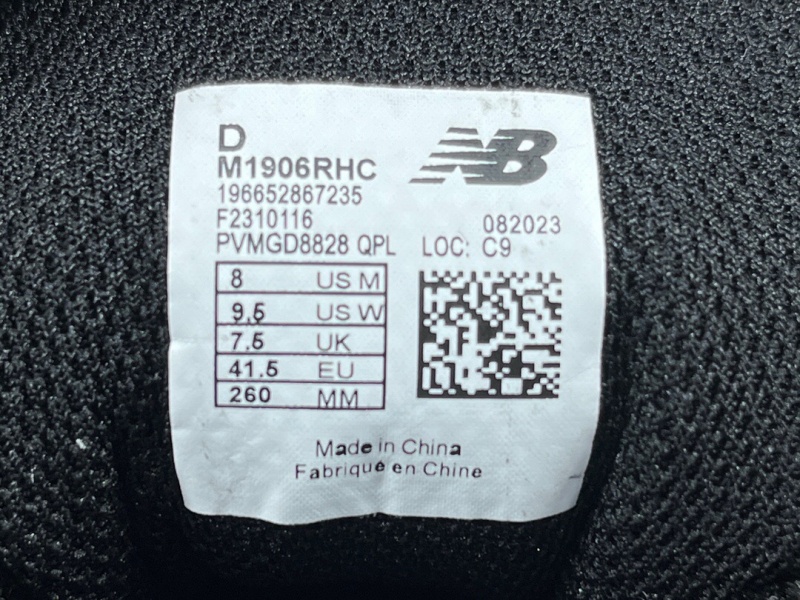 D
M1906RHC
NB
196652867235
F2310116
082023
PVMGD8828 QPL LOC: C9
8 US M
9.5 US W
7.5 UK
41.5 EU
260 MM
Made in China
Fabriqué en Chine